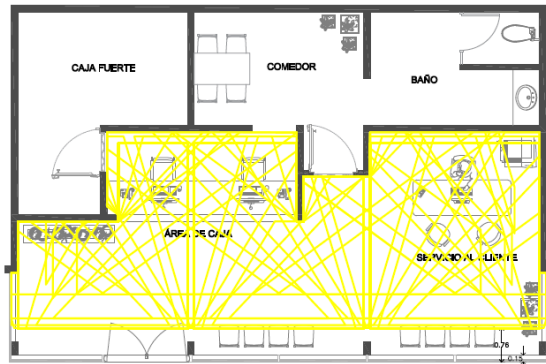 CAJA FUERTE
COMEDOR
BAÑO
ÁREA DE CAJA
SERVICIO AL CLIENTE
0.76
0.15